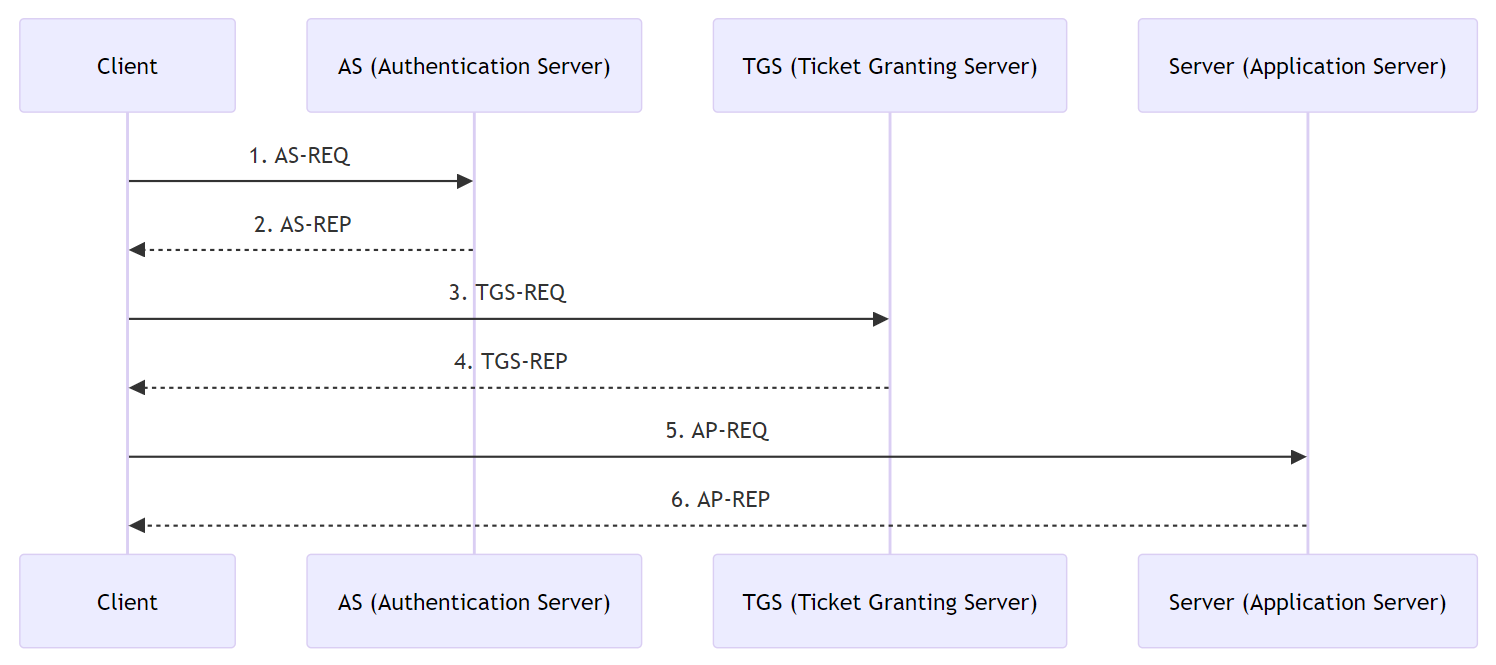 Client
AS (Authentication Server)
TGS (Ticket Granting Server)
Server (Application Server)
1. AS-REQ
2. AS-REP
3. TGS-REQ
4. TGS-REP
5. AP-REQ
6. AP-REP
Client
AS (Authentication Server)
TGS (Ticket Granting Server)
Server (Application Server)